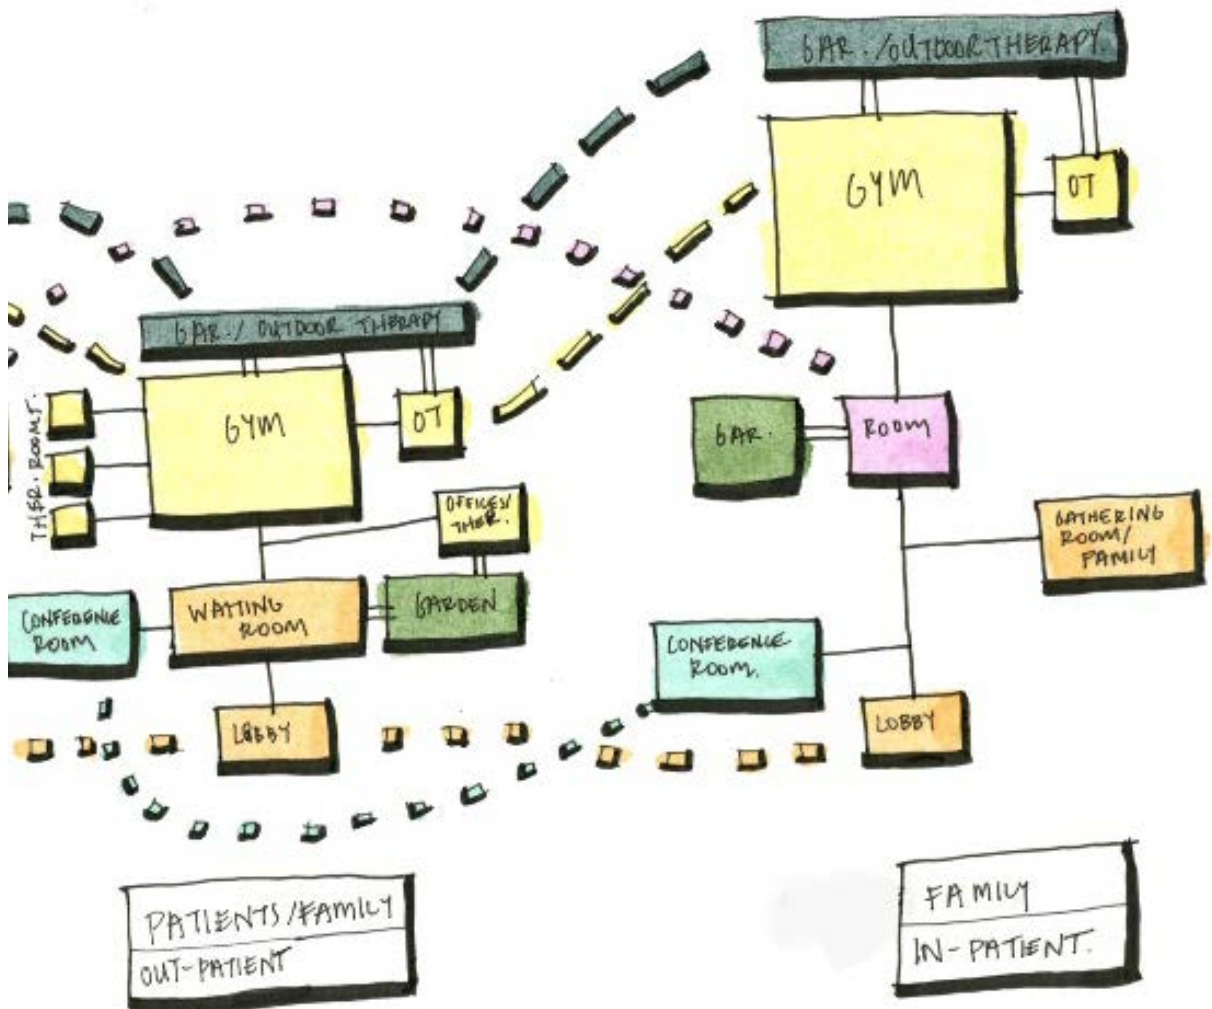 GAR./OUTDOOR THERAPY.
GYM
OT
GAR./ OUTDOOR THERAPY
GYM
OT
THER. ROOMS.
GAR.
ROOM
OFFICES/
THER.
GATHERING
ROOM/
FAMILY
CONFERENCE
ROOM
WAITING
ROOM
GARDEN
CONFERENCE
ROOM.
LOBBY
LOBBY
PATIENTS/FAMILY
OUT-PATIENT
FAMILY
IN-PATIENT.